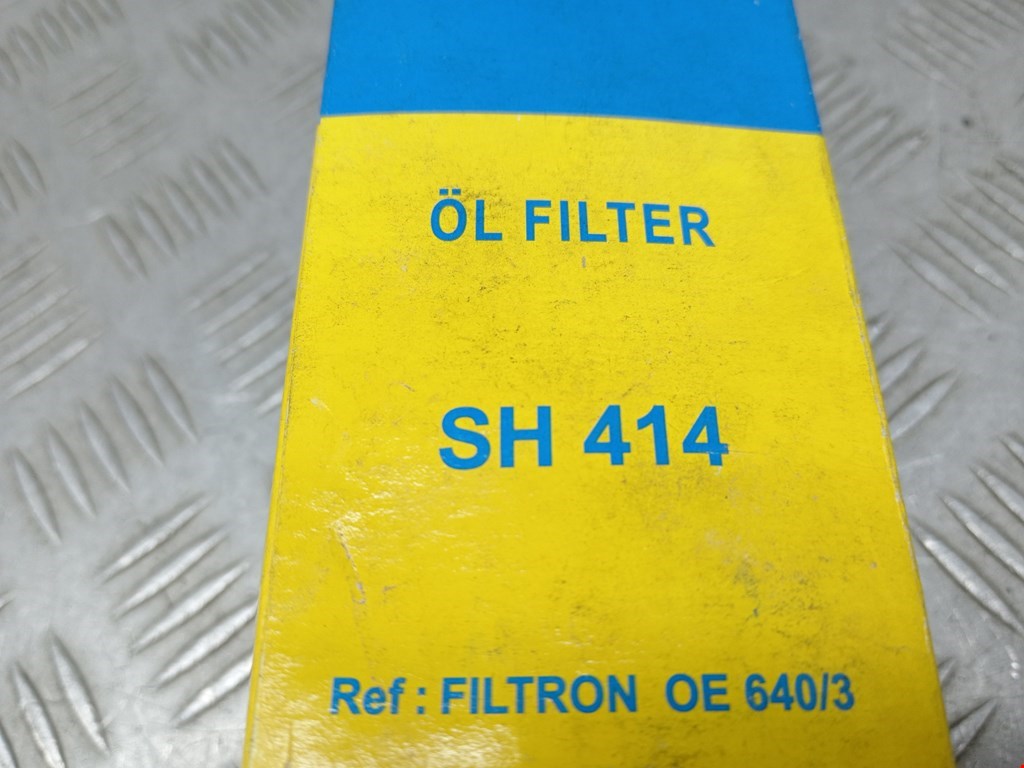 ÖL FILTER
SH 414
Ref : FILTRON OE 640/3